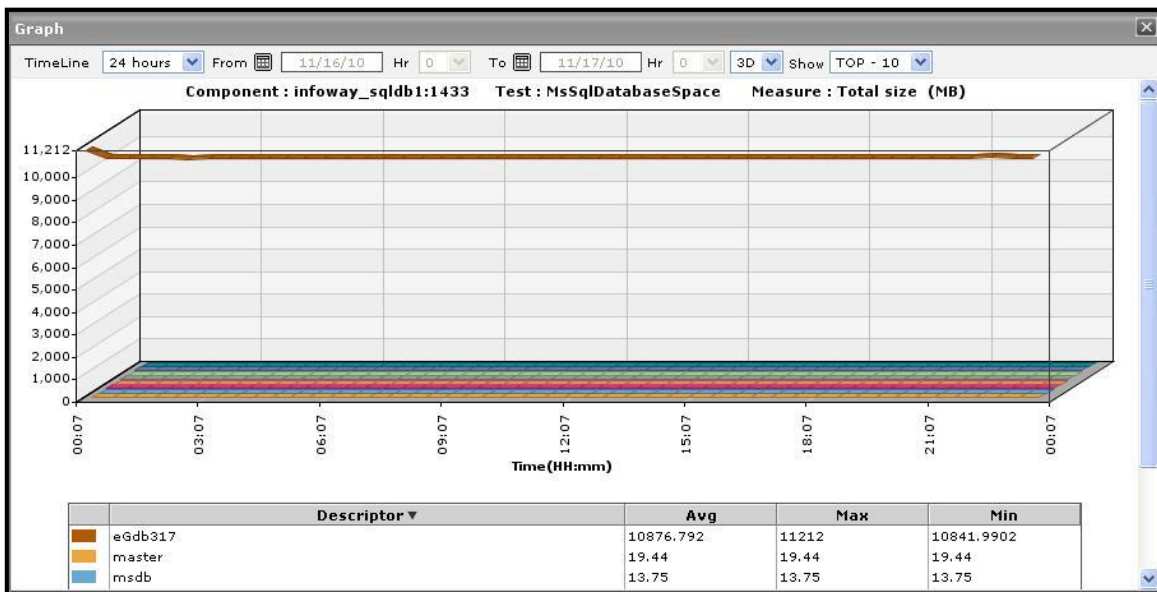 Graph
TimeLine 24 hours From 11/16/10 Hr 0 To 11/17/10 Hr 0 3D Show TOP - 10
Component : infoway_sqldb1:1433 Test : MsSqlDatabaseSpace Measure : Total size (MB)
11,212
10,000
9,000
8,000
7,000
6,000
5,000
4,000
3,000
2,000
1,000
0
00:07 03:07 06:07 09:07 12:07 15:07 18:07 21:07 00:07
Time(HH:mm)
Descriptor Avg Max Min
eGdb317 10876.792 11212 10841.9902
master 19.44 19.44 19.44
msdb 13.75 13.75 13.75